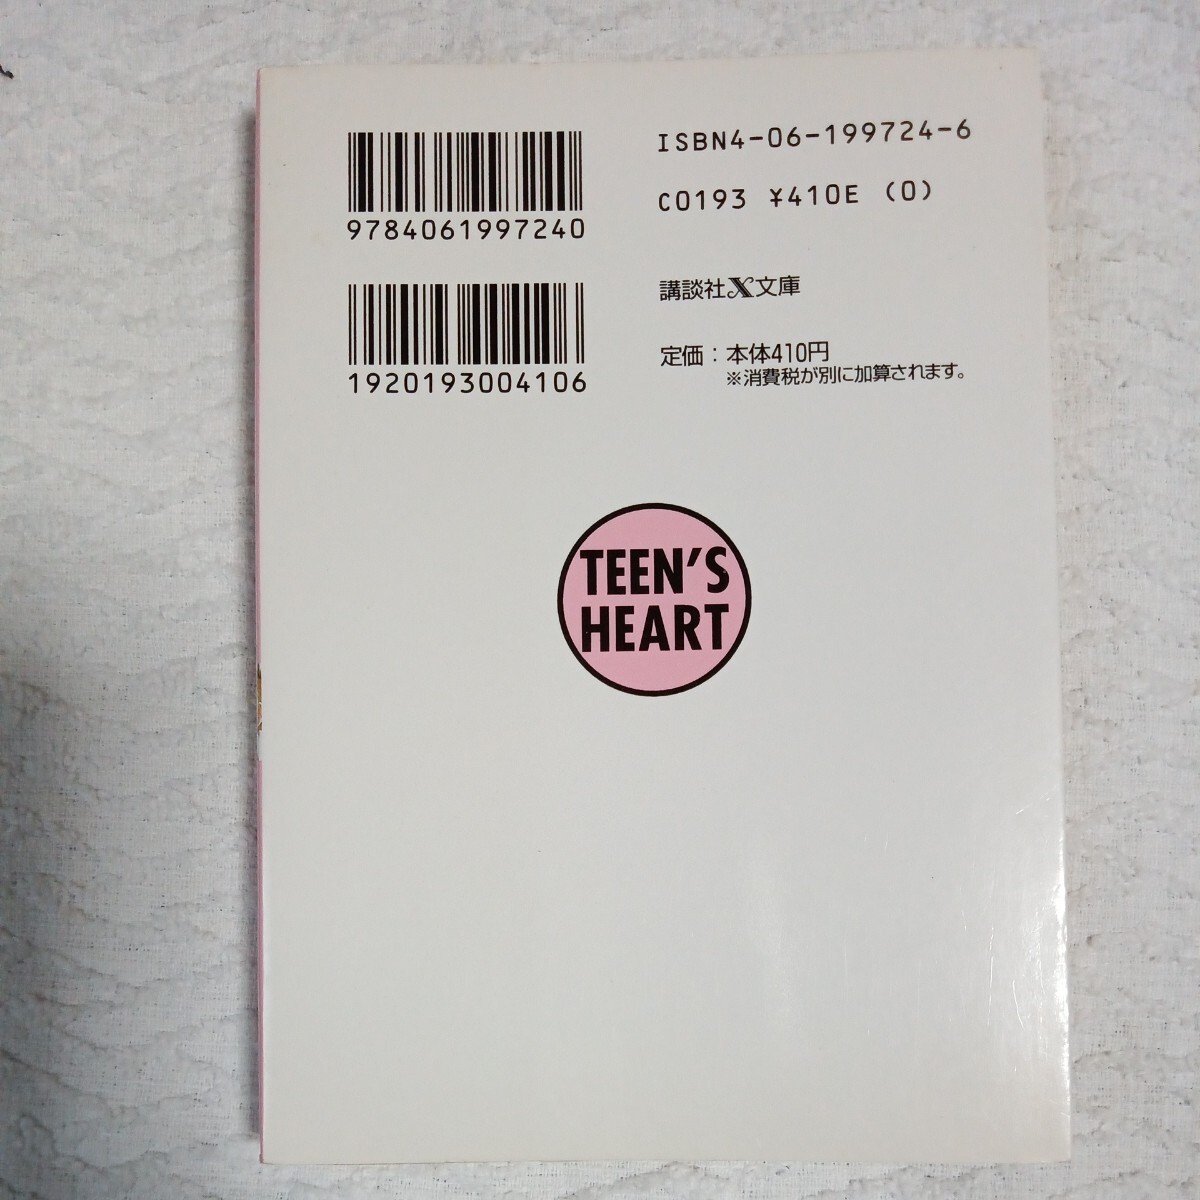 9784061997240
1920193004106
ISBN4-06-199724-6
C0193 ¥410E (0)
講談社X文庫
定価：本体410円
※消費税が別に加算されます。
TEEN'S
HEART